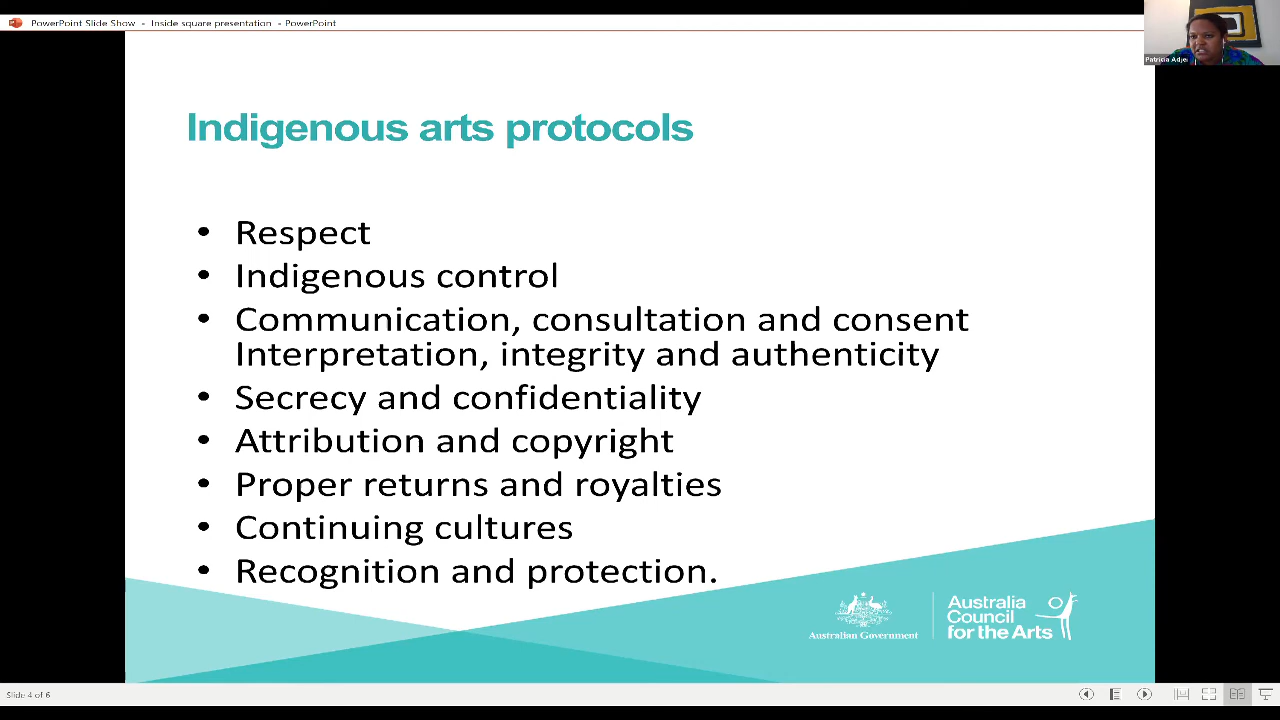 PowerPoint Slide Show - Inside square presentation - PowerPoint
Patricia Adjei
Indigenous arts protocols
• Respect
• Indigenous control
• Communication, consultation and consent
Interpretation, integrity and authenticity
• Secrecy and confidentiality
• Attribution and copyright
• Proper returns and royalties
• Continuing cultures
• Recognition and protection.
Australian Government
Australia
Council
for the Arts
Slide 4 of 6